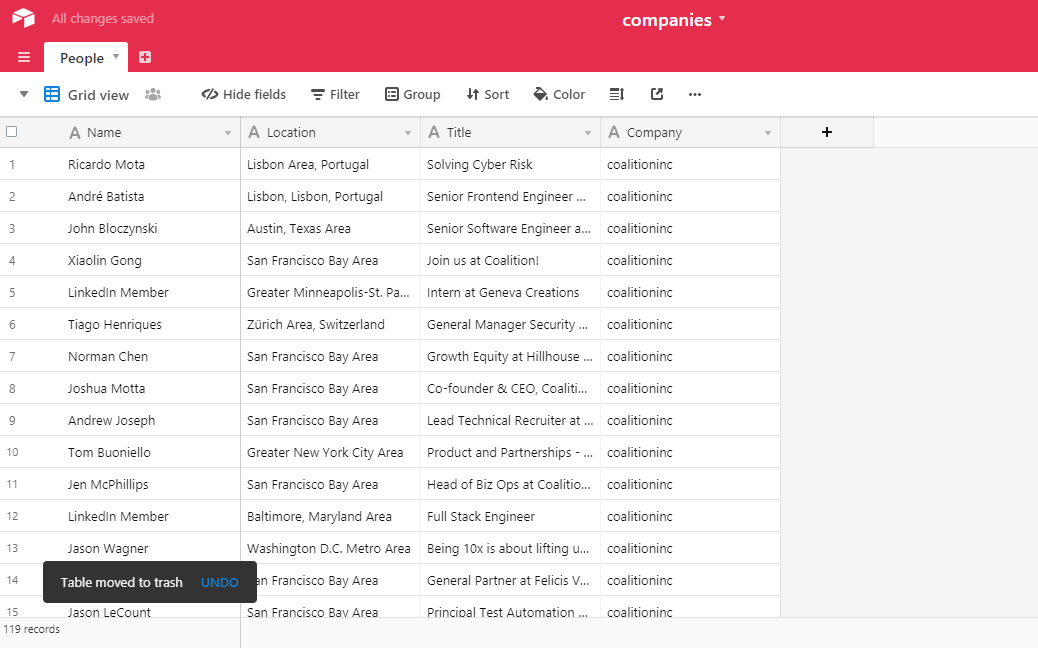 All changes saved
companies
People
Grid view Hide fields Filter Group Sort Color
A Name A Location A Title A Company
1 Ricardo Mota Lisbon Area, Portugal Solving Cyber Risk coalitioninc
2 André Batista Lisbon, Lisbon, Portugal Senior Frontend Engineer ... coalitioninc
3 John Bloczynski Austin, Texas Area Senior Software Engineer a... coalitioninc
4 Xiaolin Gong San Francisco Bay Area Join us at Coalition! coalitioninc
5 LinkedIn Member Greater Minneapolis-St. Pa... Intern at Geneva Creations coalitioninc
6 Tiago Henriques Zürich Area, Switzerland General Manager Security ... coalitioninc
7 Norman Chen San Francisco Bay Area Growth Equity at Hillhouse ... coalitioninc
8 Joshua Motta San Francisco Bay Area Co-founder & CEO, Coaliti... coalitioninc
9 Andrew Joseph San Francisco Bay Area Lead Technical Recruiter at ... coalitioninc
10 Tom Buoniello Greater New York City Area Product and Partnerships - ... coalitioninc
11 Jen McPhillips San Francisco Bay Area Head of Biz Ops at Coalitio... coalitioninc
12 LinkedIn Member Baltimore, Maryland Area Full Stack Engineer coalitioninc
13 Jason Wagner Washington D.C. Metro Area Being 10x is about lifting u... coalitioninc
14 Table moved to trash UNDO an Francisco Bay Area General Partner at Felicis V... coalitioninc
15 Jason LeCount San Francisco Bay Area Principal Test Automation ... coalitioninc
119 records